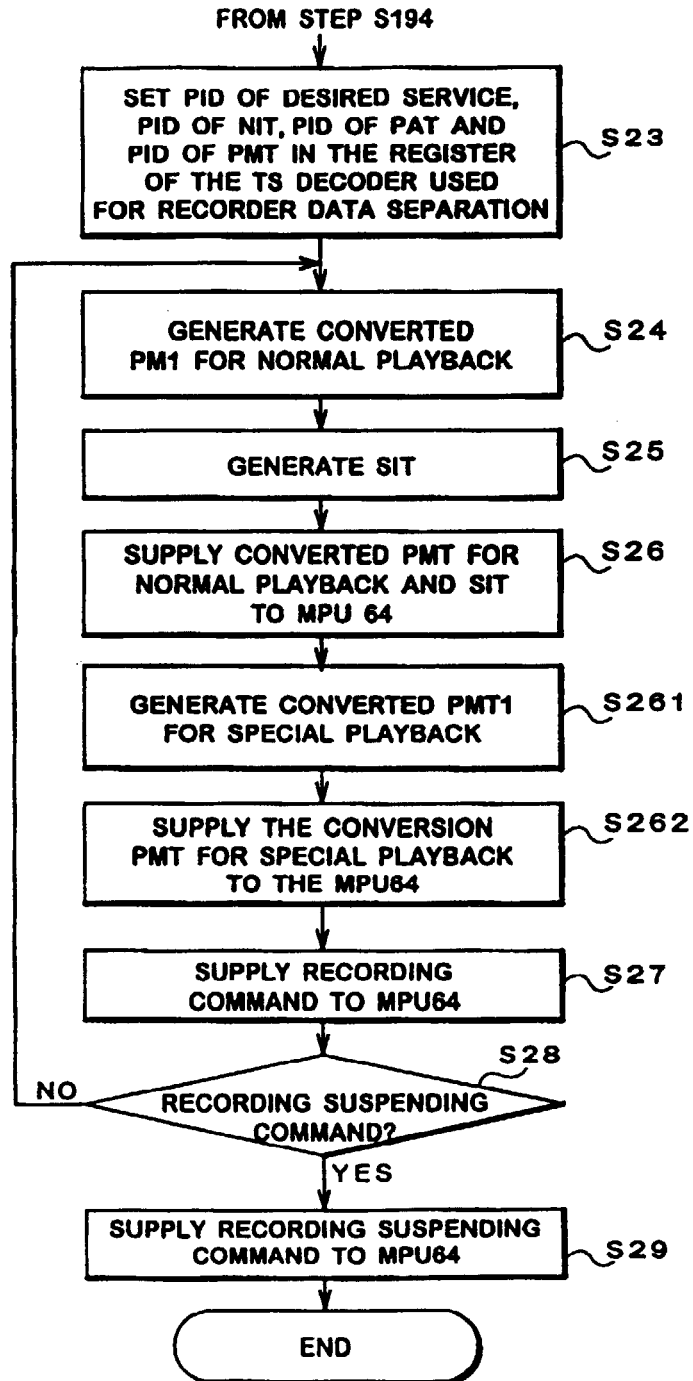 FROM STEP S194
SET PID OF DESIRED SERVICE,
PID OF NIT, PID OF PAT AND
PID OF PMT IN THE REGISTER
OF THE TS DECODER USED
FOR RECORDER DATA SEPARATION
S23
GENERATE CONVERTED
PM1 FOR NORMAL PLAYBACK
S24
GENERATE SIT
S25
SUPPLY CONVERTED PMT FOR
NORMAL PLAYBACK AND SIT
TO MPU 64
S26
GENERATE CONVERTED PMT1
FOR SPECIAL PLAYBACK
S261
SUPPLY THE CONVERSION
PMT FOR SPECIAL PLAYBACK
TO THE MPU64
S262
SUPPLY RECORDING
COMMAND TO MPU64
S27
S28
NO
RECORDING SUSPENDING
COMMAND?
YES
SUPPLY RECORDING SUSPENDING
COMMAND TO MPU64
S29
END